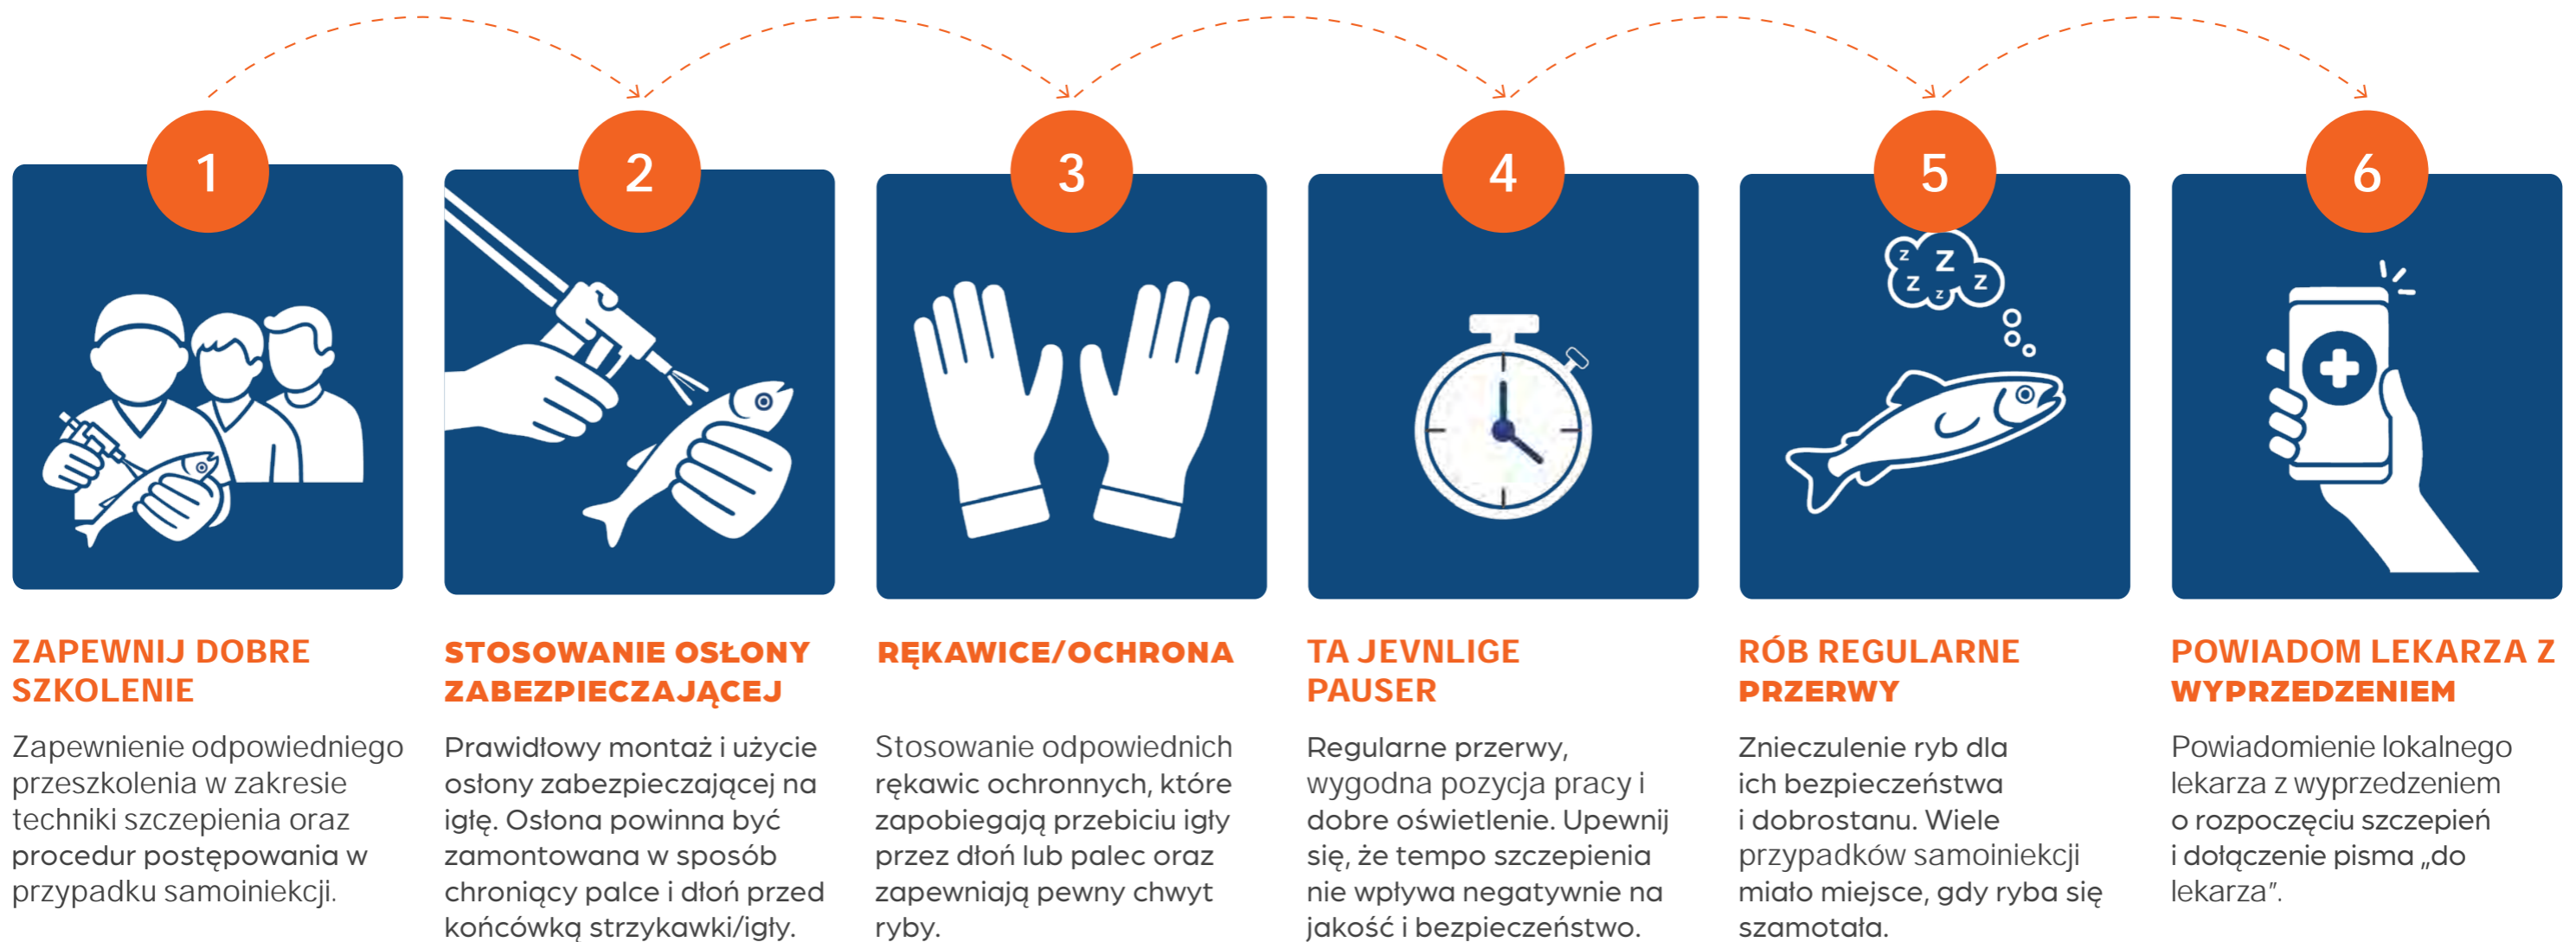 1
2
3
4
5
6
z
Z
z
z
z
ZAPEWNIJ DOBRE
SZKOLENIE
Zapewnienie odpowiedniego
przeszkolenia w zakresie
techniki szczepienia oraz
procedur postępowania w
przypadku samoiniekcji.
STOSOWANIE OSŁONY
ZABEZPIECZAJĄCEJ
Prawidłowy montaż i użycie
osłony zabezpieczającej na
igłę. Osłona powinna być
zamontowana w sposób
chroniący palce i dłoń przed
końcówką strzykawki/igły.
RĘKAWICE/OCHRONA
Stosowanie odpowiednich
rękawic ochronnych, które
zapobiegają przebiciu igły
przez dłoń lub palec oraz
zapewniają pewny chwyt
ryby.
TA JEVNLIGE
PAUSER
Regularne przerwy,
wygodna pozycja pracy i
dobre oświetlenie. Upewnij
się, że tempo szczepienia
nie wpływa negatywnie na
jakość i bezpieczeństwo.
RÓB REGULARNE
PRZERWY
Znieczulenie ryb dla
ich bezpieczeństwa
i dobrostanu. Wiele
przypadków samoiniekcji
miało miejsce, gdy ryba się
szamotała.
POWIADOM LEKARZA Z
WYPRZEDZENIEM
Powiadomienie lokalnego
lekarza z wyprzedzeniem
o rozpoczęciu szczepień
i dołączenie pisma „do
lekarza”.